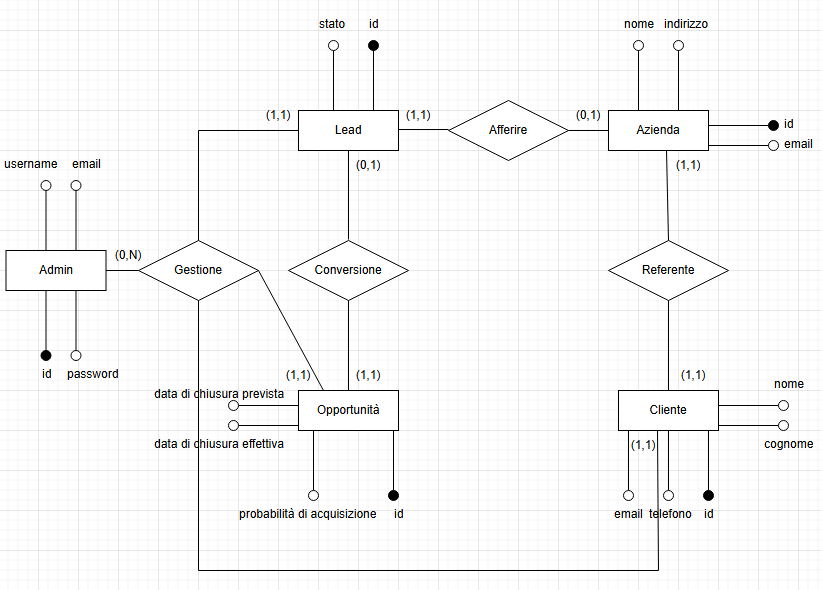 stato id
nome indirizzo
(1,1) Lead (1,1) Afferire (0,1) Azienda id
email
username email
(0,1) (1,1)
(0,N)
Admin Gestione Conversione Referente
id password
(1,1) (1,1) (1,1)
nome
data di chiusura prevista
Opportunità Cliente
data di chiusura effettiva (1,1) cognome
probabilità di acquisizione id email telefono id